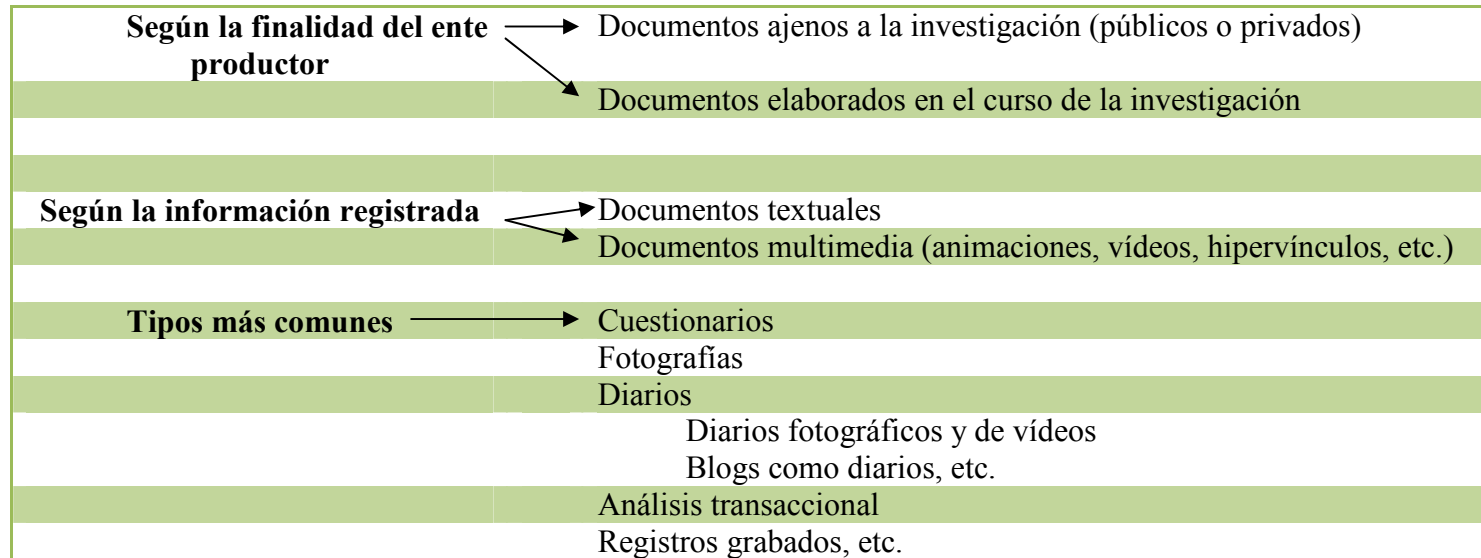 Según la finalidad del ente productor
Documentos ajenos a la investigación (públicos o privados)
Documentos elaborados en el curso de la investigación
Según la información registrada
Documentos textuales
Documentos multimedia (animaciones, vídeos, hipervínculos, etc.)
Tipos más comunes
Cuestionarios
Fotografías
Diarios
Diarios fotográficos y de vídeos
Blogs como diarios, etc.
Análisis transaccional
Registros grabados, etc.